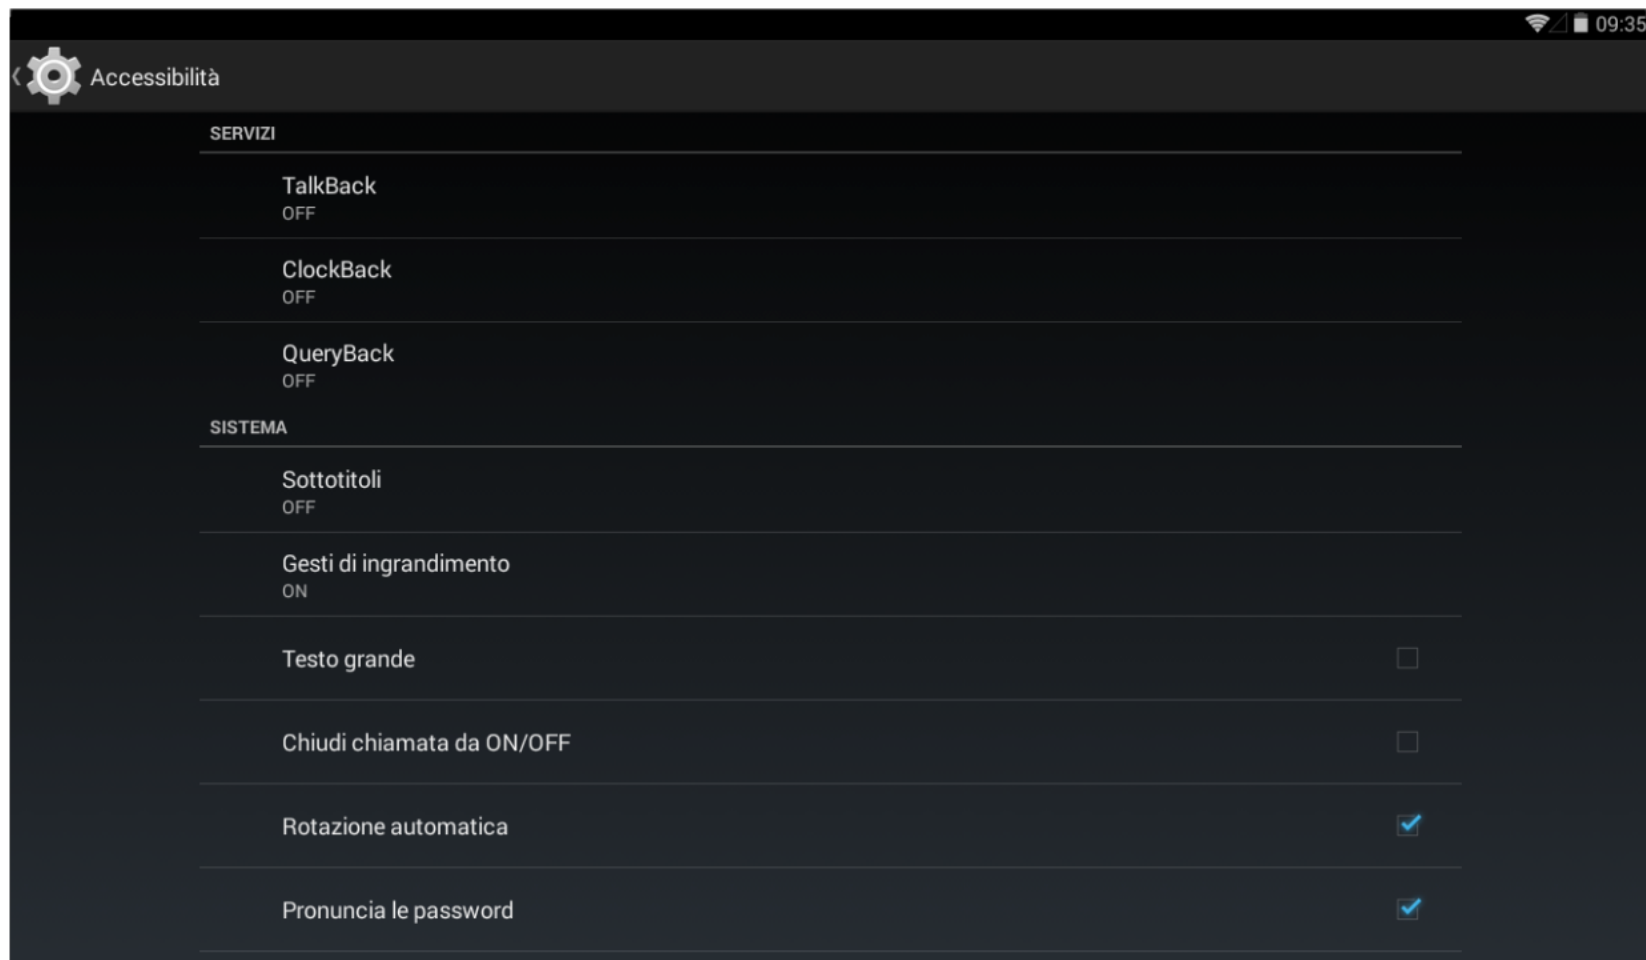 09:35
Accessibilità
SERVIZI
TalkBack
OFF
ClockBack
OFF
QueryBack
OFF
SISTEMA
Sottotitoli
OFF
Gesti di ingrandimento
ON
Testo grande
Chiudi chiamata da ON/OFF
Rotazione automatica
Pronuncia le password